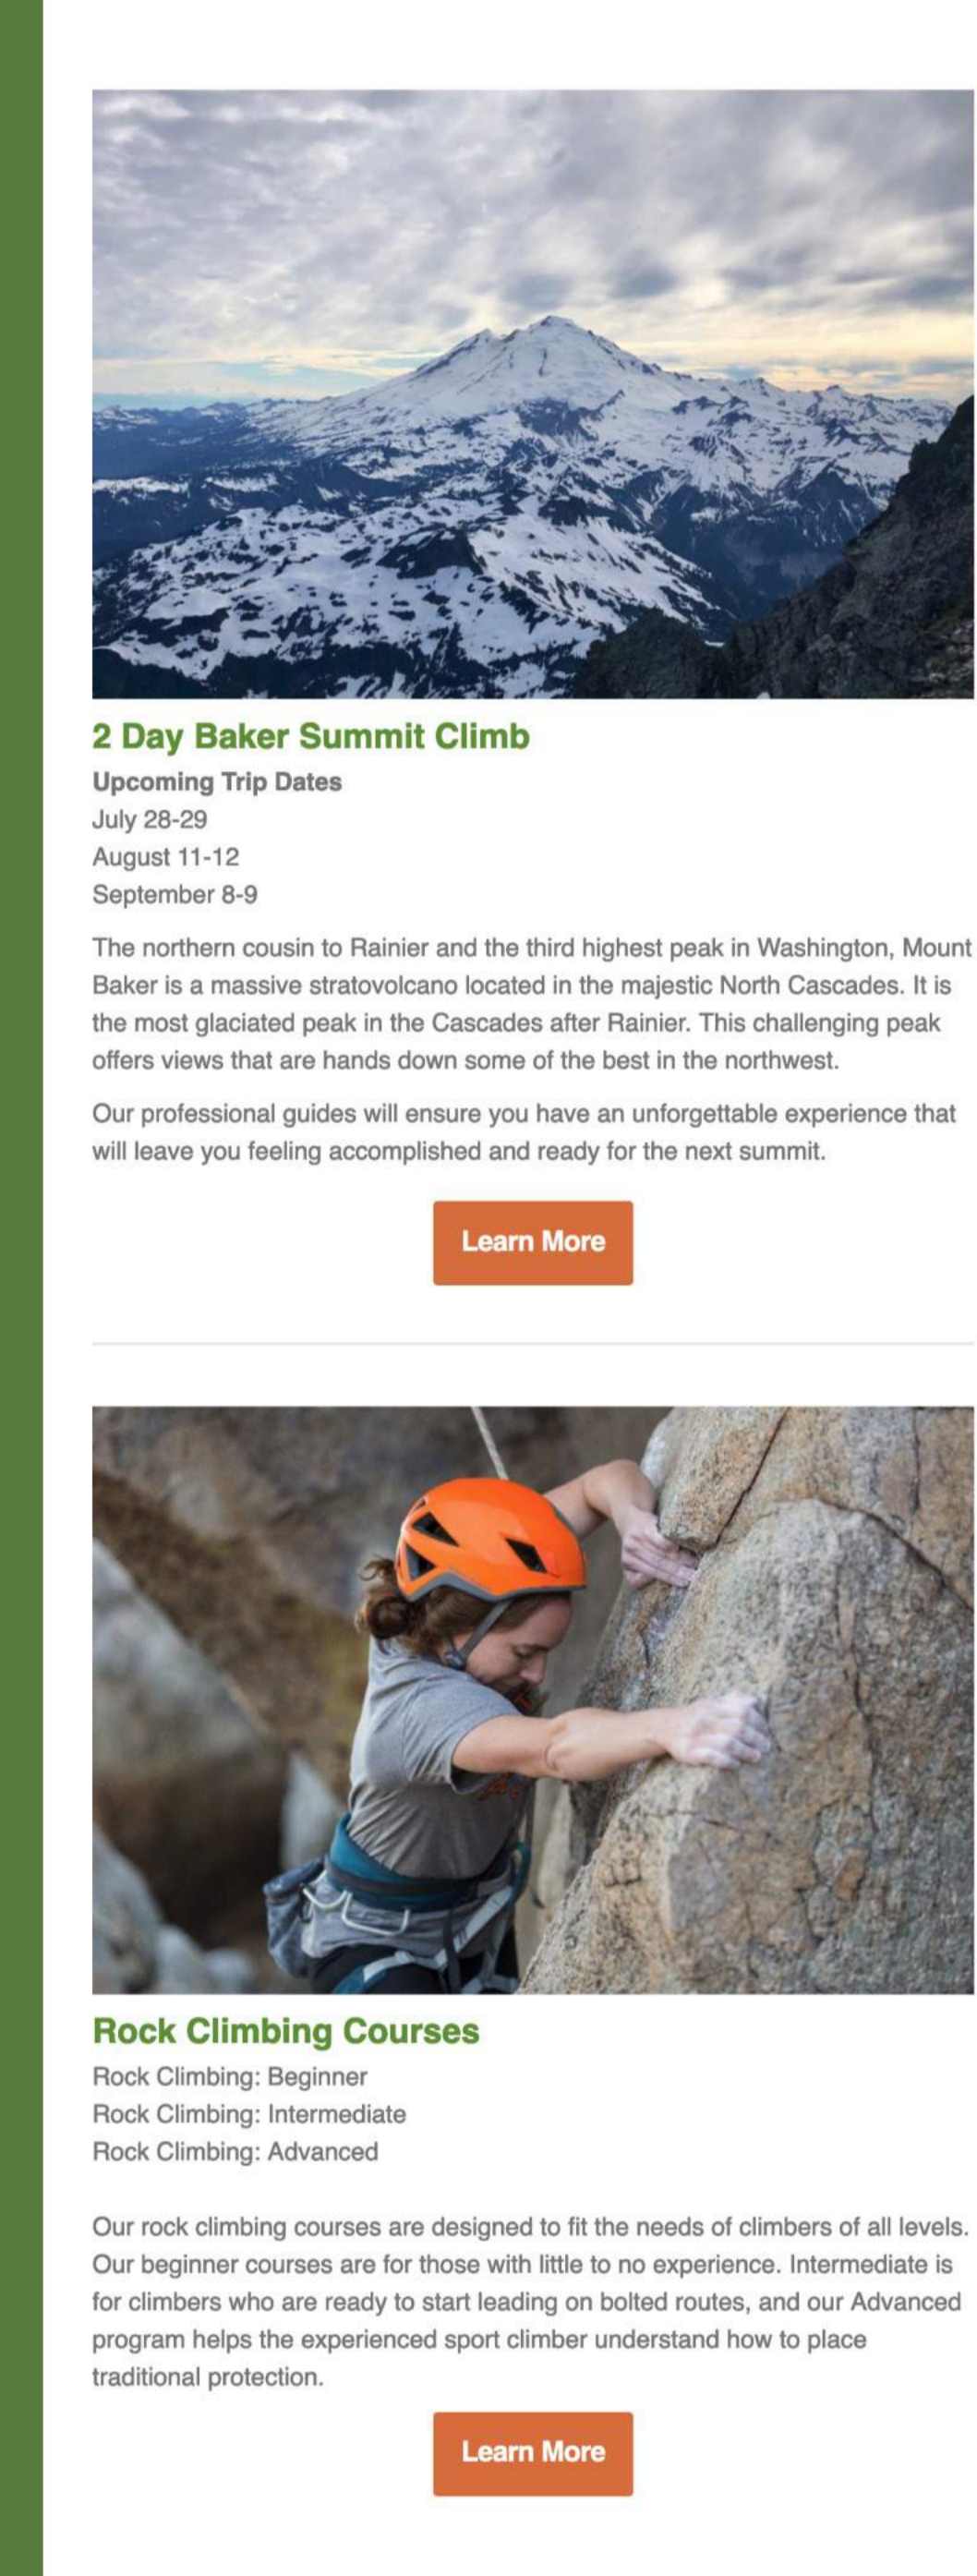 2 Day Baker Summit Climb
Upcoming Trip Dates
July 28-29
August 11-12
September 8-9
The northern cousin to Rainier and the third highest peak in Washington, Mount
Baker is a massive stratovolcano located in the majestic North Cascades. It is
the most glaciated peak in the Cascades after Rainier. This challenging peak
offers views that are hands down some of the best in the northwest.
Our professional guides will ensure you have an unforgettable experience that
will leave you feeling accomplished and ready for the next summit.
Learn More
Rock Climbing Courses
Rock Climbing: Beginner
Rock Climbing: Intermediate
Rock Climbing: Advanced
Our rock climbing courses are designed to fit the needs of climbers of all levels.
Our beginner courses are for those with little to no experience. Intermediate is
for climbers who are ready to start leading on bolted routes, and our Advanced
program helps the experienced sport climber understand how to place
traditional protection.
Learn More